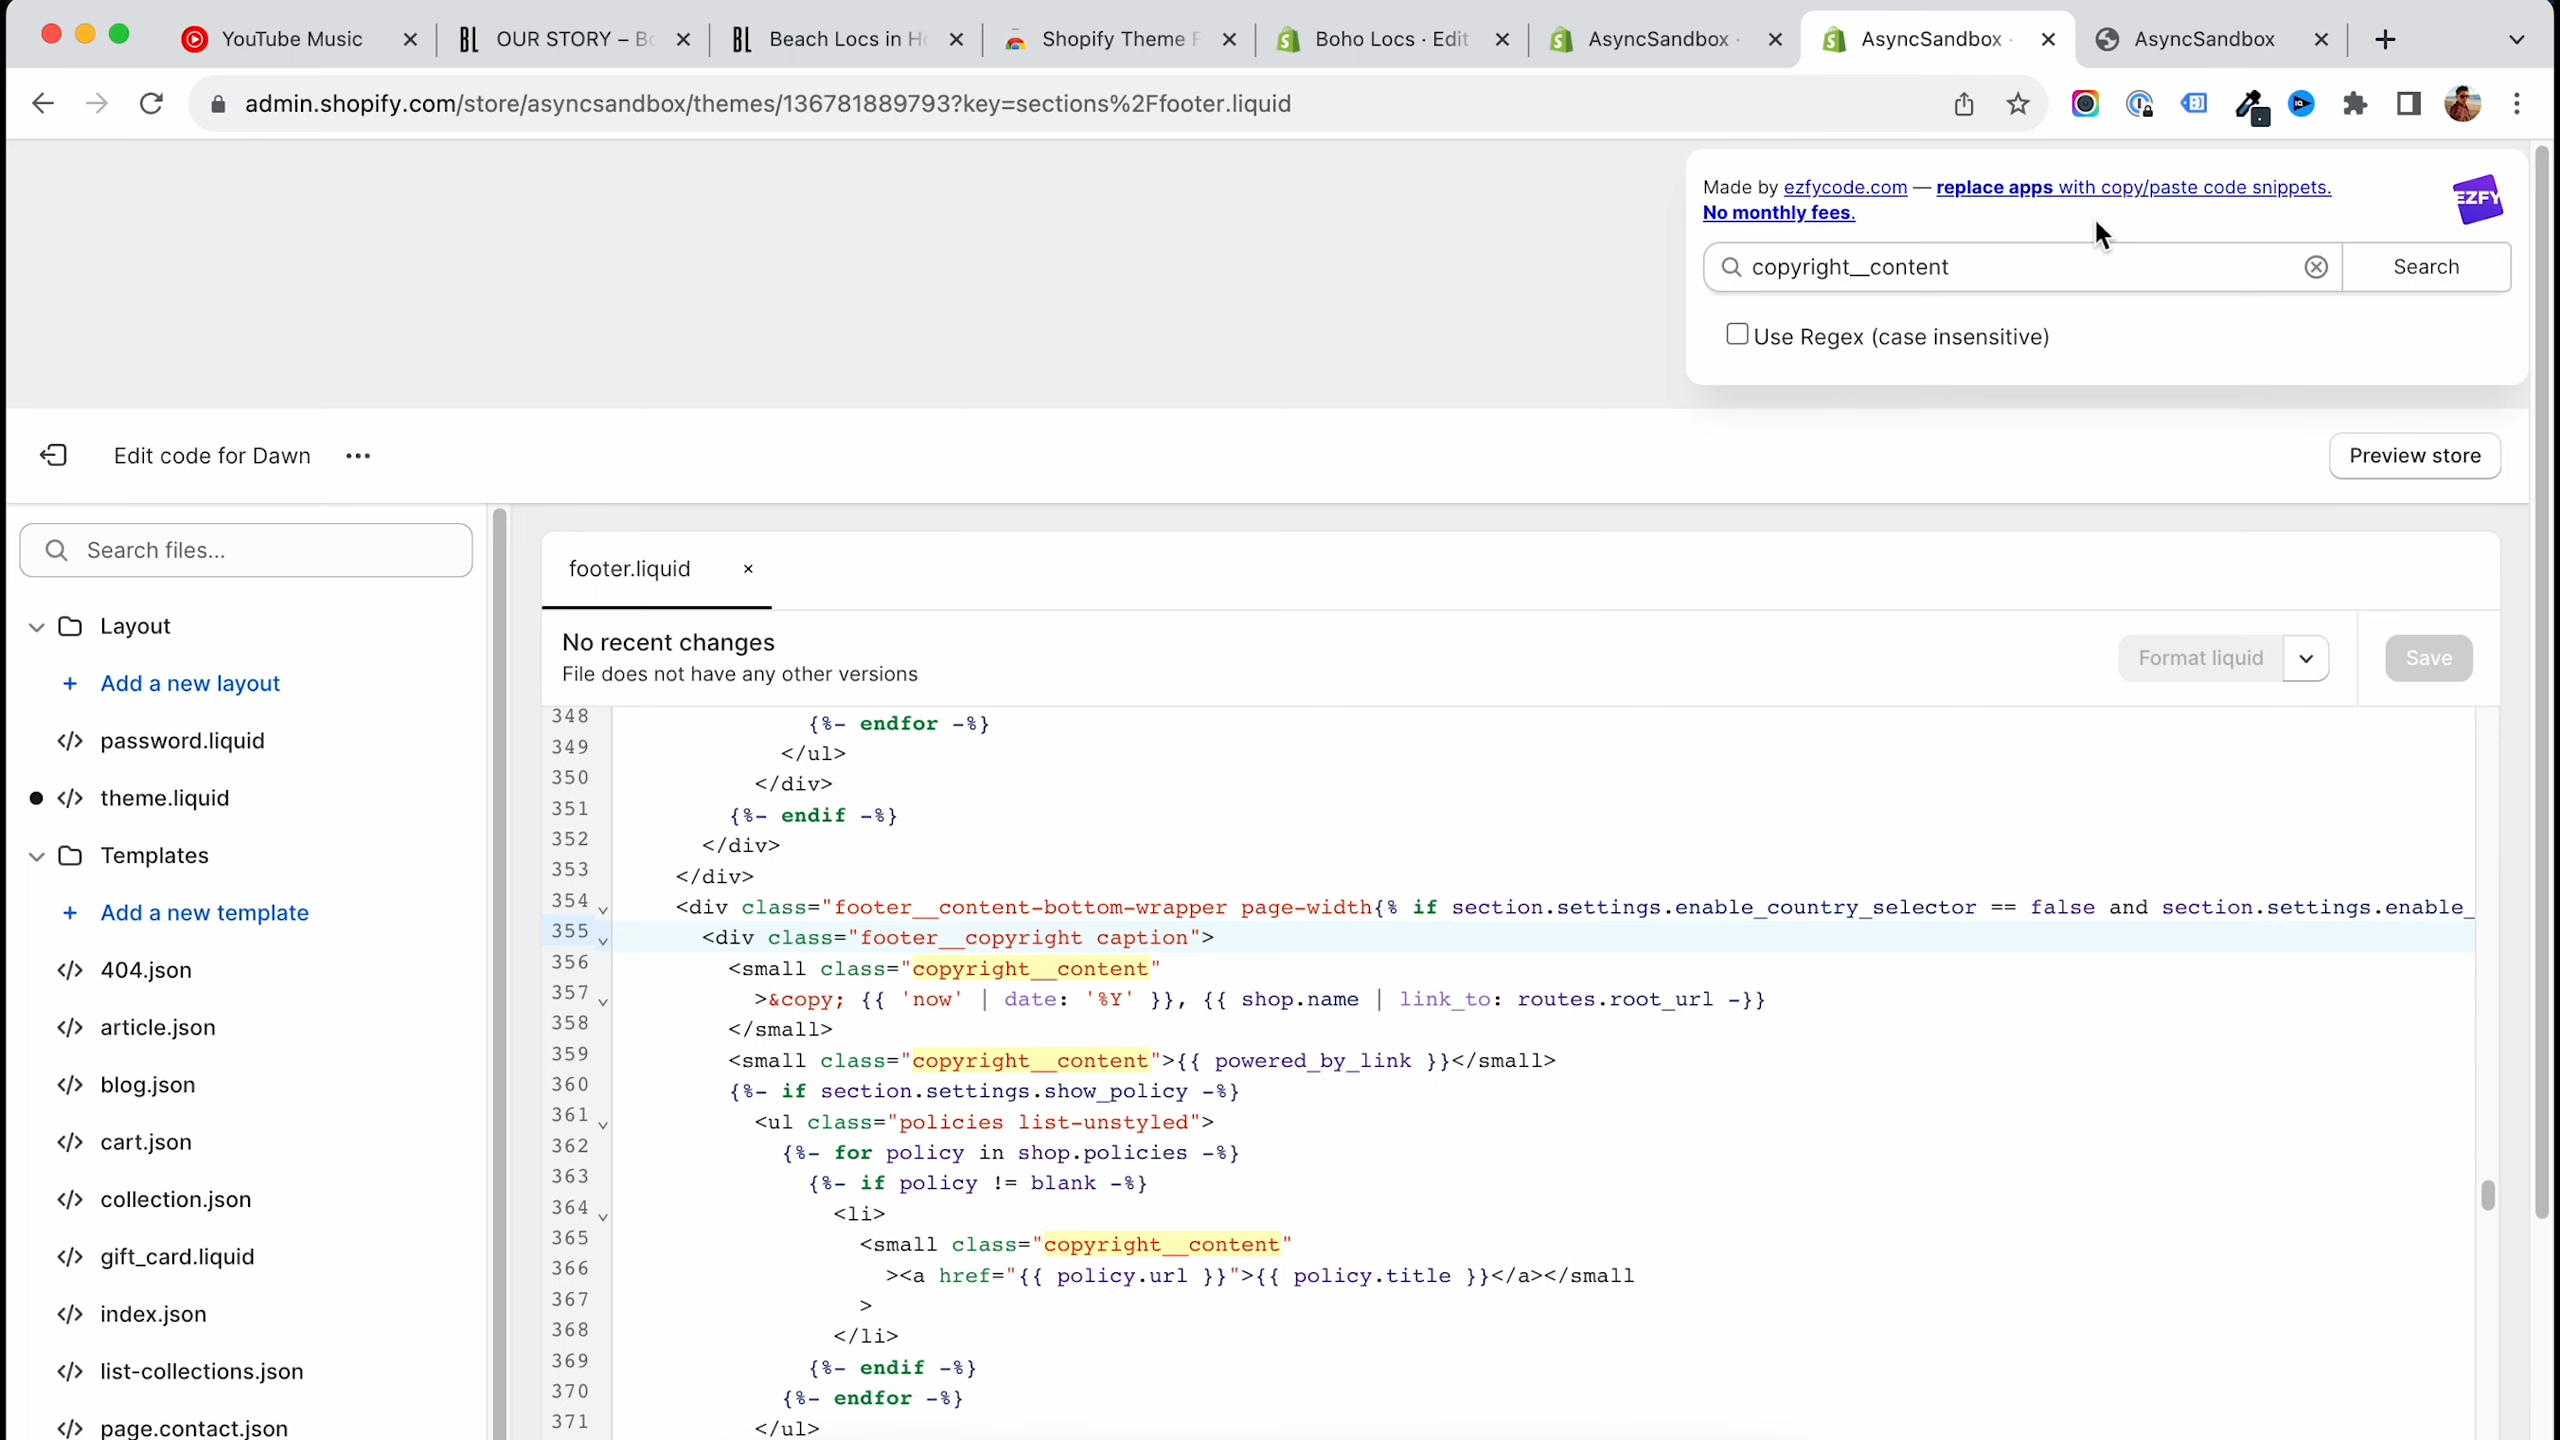 YouTube Music
OUR STORY – Bo
Beach Locs in Ho
Shopify Theme F
Boho Locs · Edit
AsyncSandbox ·
AsyncSandbox ·
AsyncSandbox
admin.shopify.com/store/asyncsandbox/themes/136781889793?key=sections%2Ffooter.liquid
Made by ezfycode.com — replace apps with copy/paste code snippets.
No monthly fees.
EZFY
copyright__content
Search
Use Regex (case insensitive)
Edit code for Dawn
Preview store
Search files...
Layout
Add a new layout
password.liquid
theme.liquid
Templates
Add a new template
404.json
article.json
blog.json
cart.json
collection.json
gift_card.liquid
index.json
list-collections.json
page.contact.json
footer.liquid
No recent changes
File does not have any other versions
Format liquid
Save
348 {%- endfor -%}
349 </ul>
350 </div>
351 {%- endif -%}
352 </div>
353 </div>
354 <div class="footer__content-bottom-wrapper page-width{% if section.settings.enable_country_selector == false and section.settings.enable_
355 <div class="footer__copyright caption">
356 <small class="copyright__content"
357 >&copy; {{ 'now' | date: '%Y' }}, {{ shop.name | link_to: routes.root_url -}}
358 </small>
359 <small class="copyright__content">{{ powered_by_link }}</small>
360 {%- if section.settings.show_policy -%}
361 <ul class="policies list-unstyled">
362 {%- for policy in shop.policies -%}
363 {%- if policy != blank -%}
364 <li>
365 <small class="copyright__content"
366 ><a href="{{ policy.url }}">{{ policy.title }}</a></small
367 >
368 </li>
369 {%- endif -%}
370 {%- endfor -%}
371 </ul>